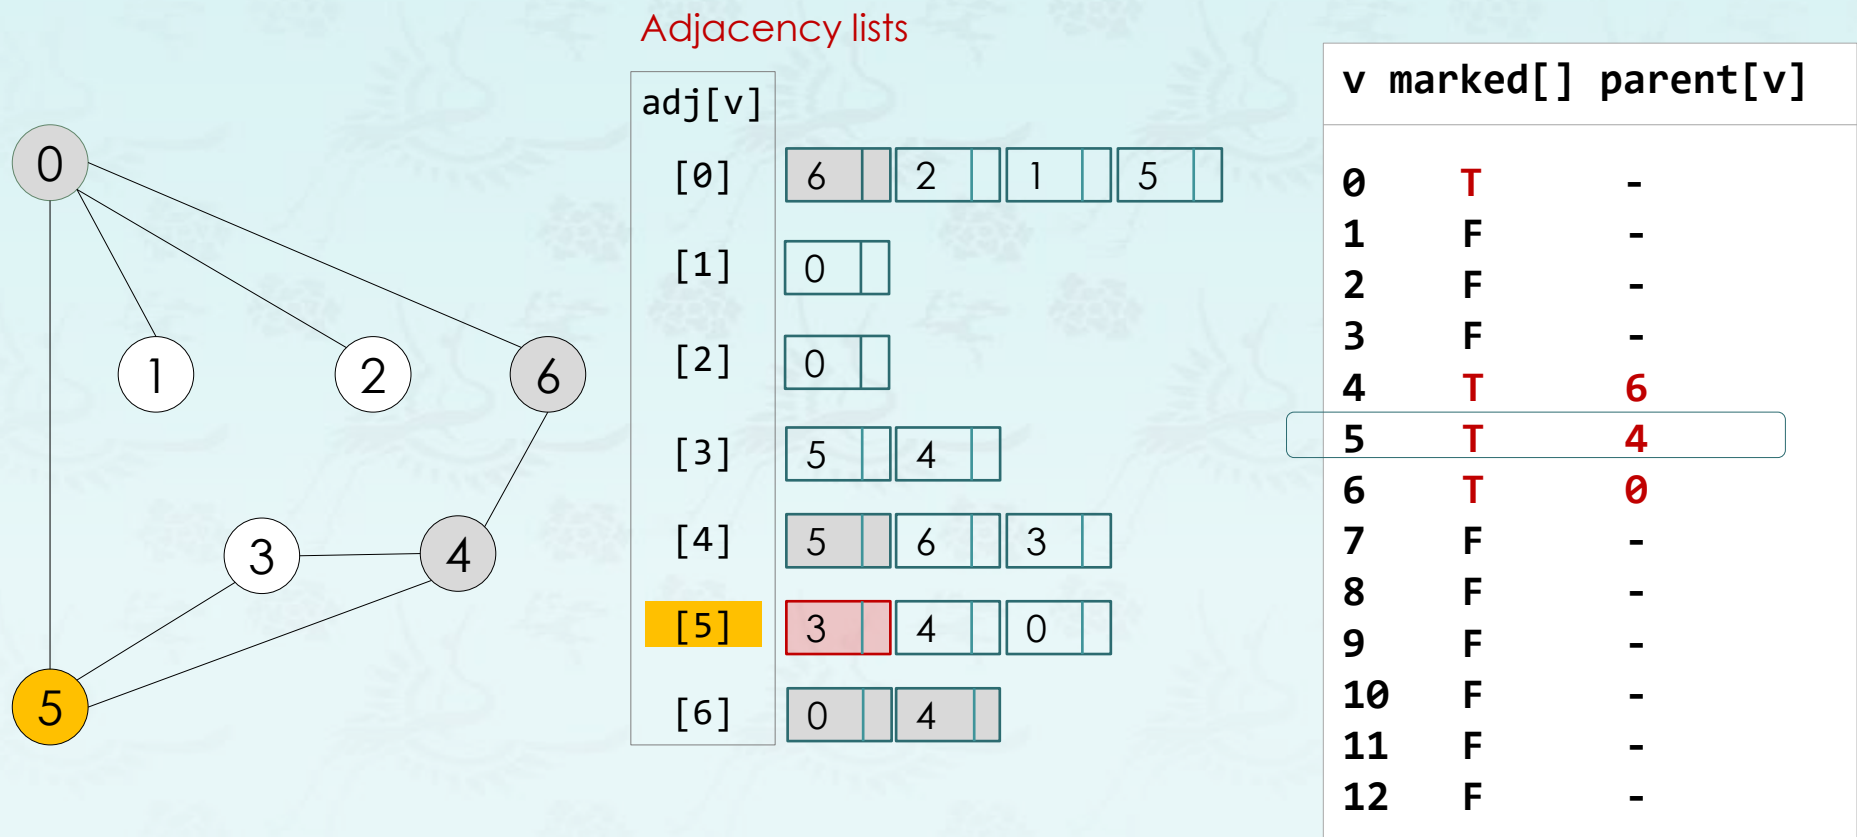 Adjacency lists
adj[v]
[0] 6 2 1 5
[1] 0
[2] 0
[3] 5 4
[4] 5 6 3
[5] 3 4 0
[6] 0 4
0
1 2 6
3 4
5
v marked[] parent[v]
0 T -
1 F -
2 F -
3 F -
4 T 6
5 T 4
6 T 0
7 F -
8 F -
9 F -
10 F -
11 F -
12 F -